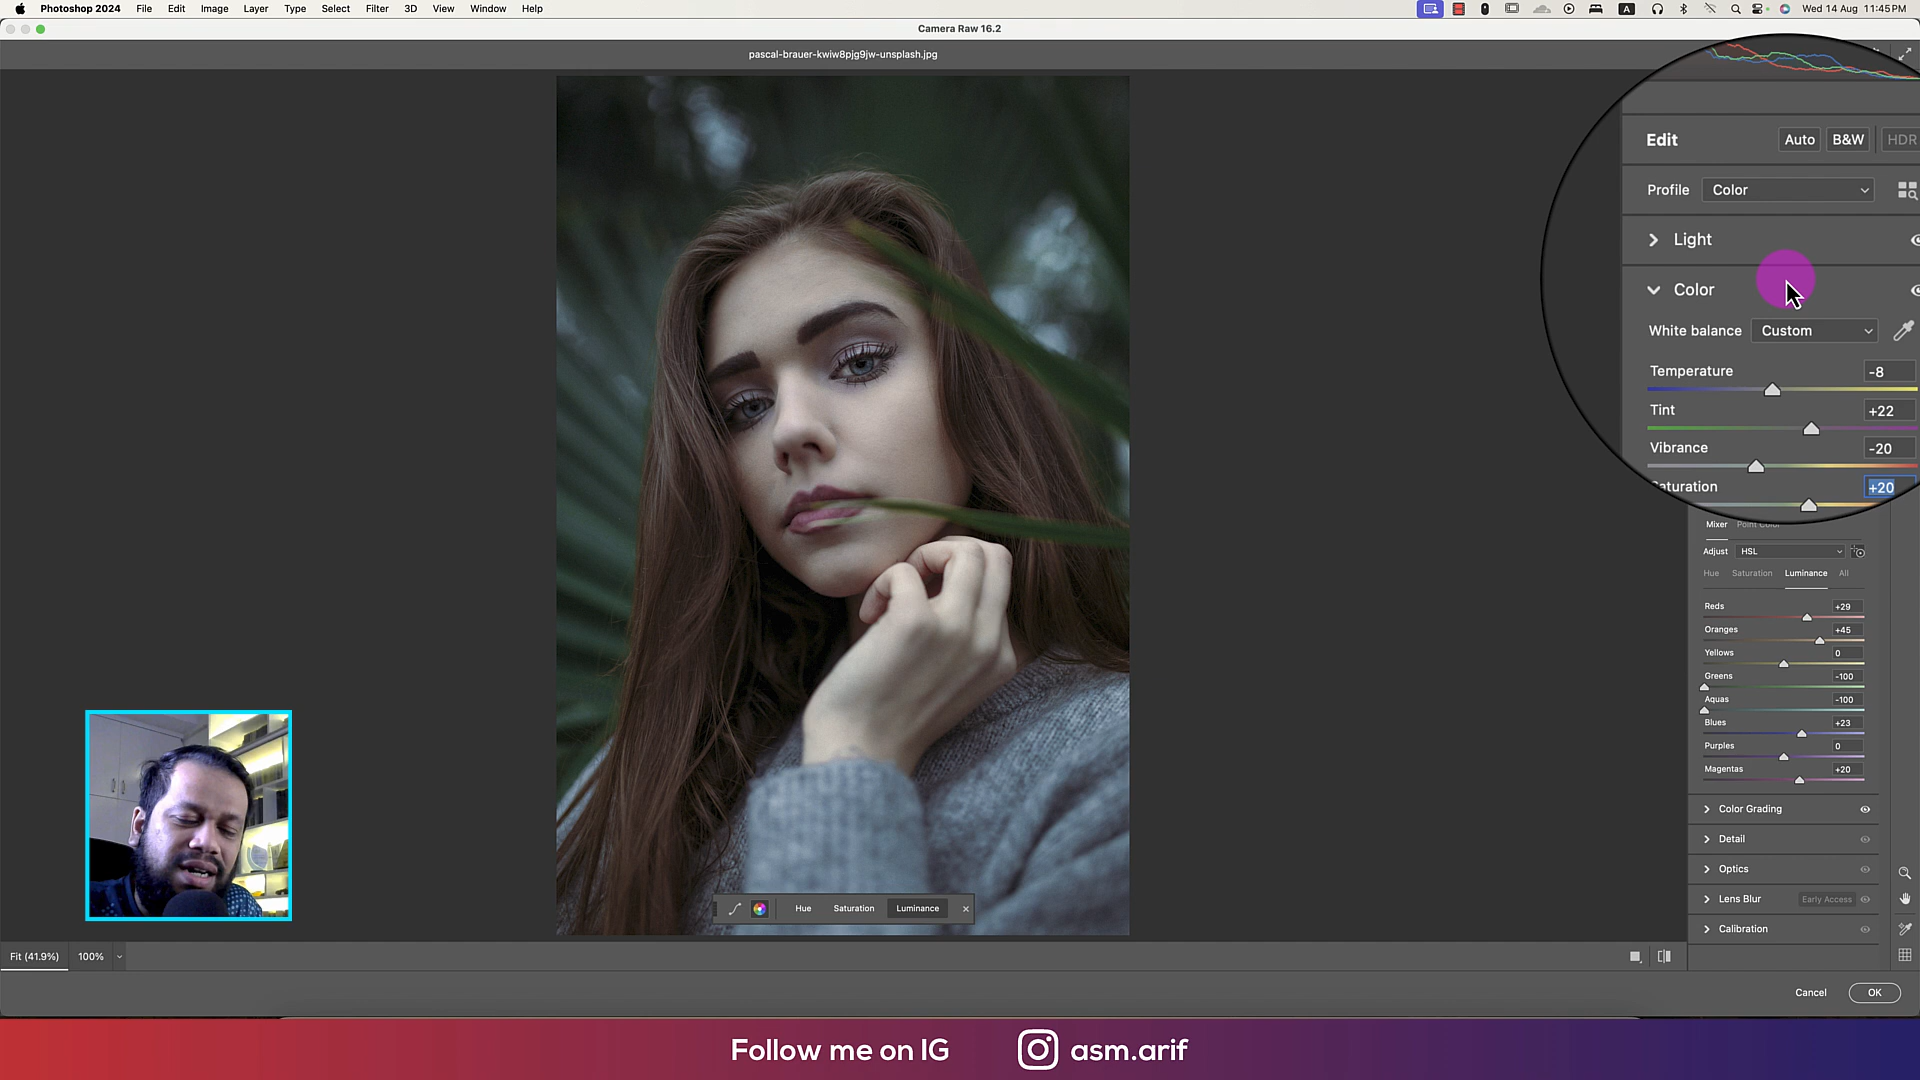 Photoshop 2024 File Edit Image Layer Type Select Filter 3D View Window Help
A Wed 14 Aug 11:45 PM
Camera Raw 16.2
pascal-brauer-kwiw8pjg9jw-unsplash.jpg
Edit Auto B&W HDR
Profile Color
Light
Color
White balance Custom
Temperature -8
Tint +22
Vibrance -20
Saturation +20
Mixer Point Color
Adjust HSL
Hue Saturation Luminance All
Reds +29
Oranges +45
Yellows 0
Greens -100
Aquas -100
Blues +23
Purples 0
Magentas +20
Color Grading
Detail
Optics
Lens Blur Early Access
Calibration
Hue Saturation Luminance
Fit (41.9%) 100%
Cancel OK
Follow me on IG asm.arif